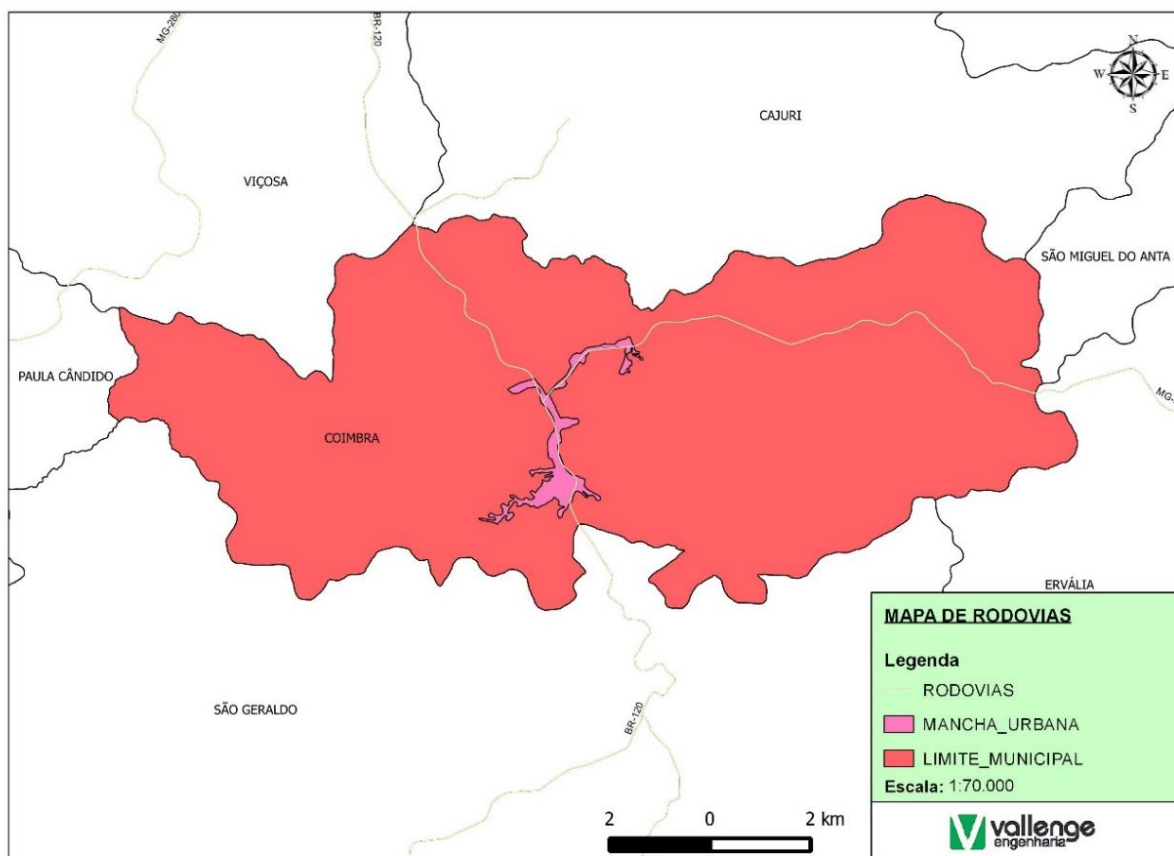 MG-280
BR-120
N
W
E
S
CAJURI
VIÇOSA
SÃO MIGUEL DO ANTA
PAULA CÂNDIDO
MG-
COIMBRA
ERVÁLIA
SÃO GERALDO
BR-120
MAPA DE RODOVIAS
Legenda
RODOVIAS
MANCHA_URBANA
LIMITE_MUNICIPAL
Escala: 1:70.000
2 0 2 km
vallenge
engenharia